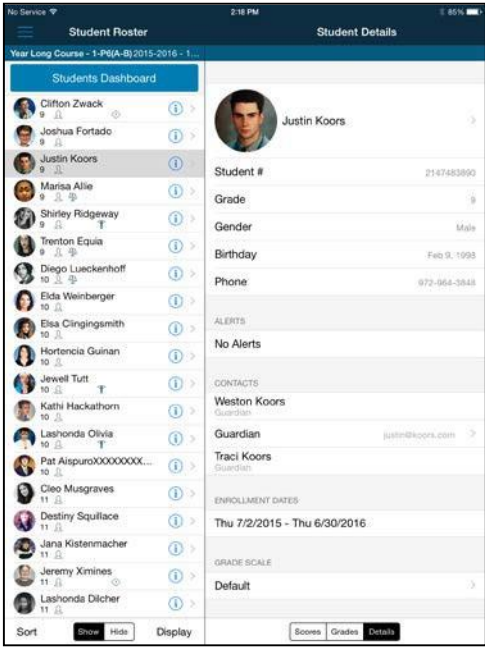 No Service
2:18 PM
85%
Student Roster
Student Details
Year Long Course - 1-P6(A-B) 2015-2016 - 1...
Students Dashboard
Clifton Zwack
9
Joshua Fortado
9
Justin Koors
9
Marisa Allie
9
Shirley Ridgeway
9
Trenton Equia
9
Diego Lueckenhoff
10
Elda Weinberger
10
Elsa Clingingsmith
10
Hortencia Guinan
10
Jewell Tutt
10
Kathi Hackathorn
10
Lashonda Olivia
10
Pat AispuroXXXXXXXX...
10
Cleo Musgraves
11
Destiny Squillace
11
Jana Kistenmacher
11
Jeremy Ximines
11
Lashonda Dilcher
11
Sort Show Hide Display
Justin Koors
Student # 2147483890
Grade 9
Gender Male
Birthday Feb 9, 1998
Phone 972-964-3848
ALERTS
No Alerts
CONTACTS
Weston Koors
Guardian
Guardian justin@koors.com
Traci Koors
Guardian
ENROLLMENT DATES
Thu 7/2/2015 - Thu 6/30/2016
GRADE SCALE
Default
Scores Grades Details